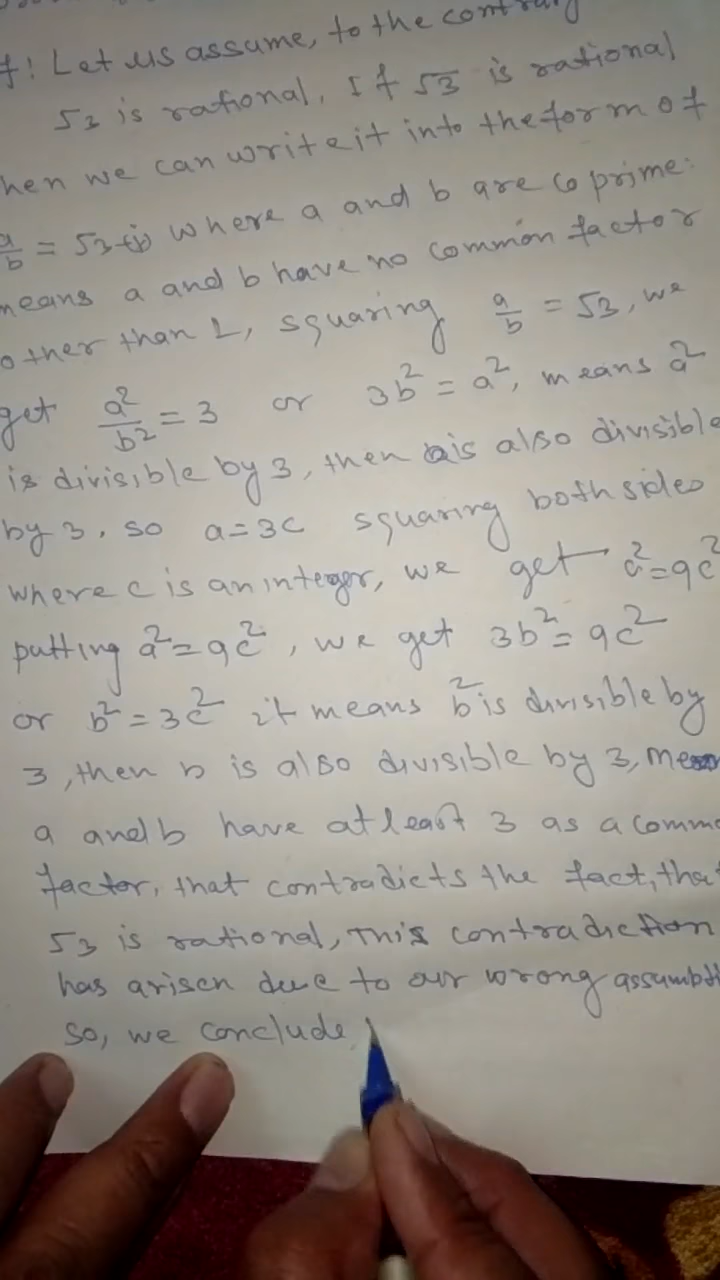 f! Let us assume, to the contrary
√3 is rational, If √3 is rational
hen we can write it into the form of
a/b = √3-(i) where a and b are co prime.
means a and b have no common factor
other than 1, squaring a/b = √3, we
get a²/b² = 3 or 3b² = a², means a²
is divisible by 3, then a is also divisible
by 3, so a=3c squaring both sides
where c is an integer, we get a²=9c²
putting a²=9c², we get 3b²=9c²
or b²=3c² it means b² is divisible by
3, then b is also divisible by 3,
a and b have atleast 3 as a comm
factor, that contradicts the fact, that
√3 is rational, This contradiction
has arisen due to our wrong assumbti
so, we conclude